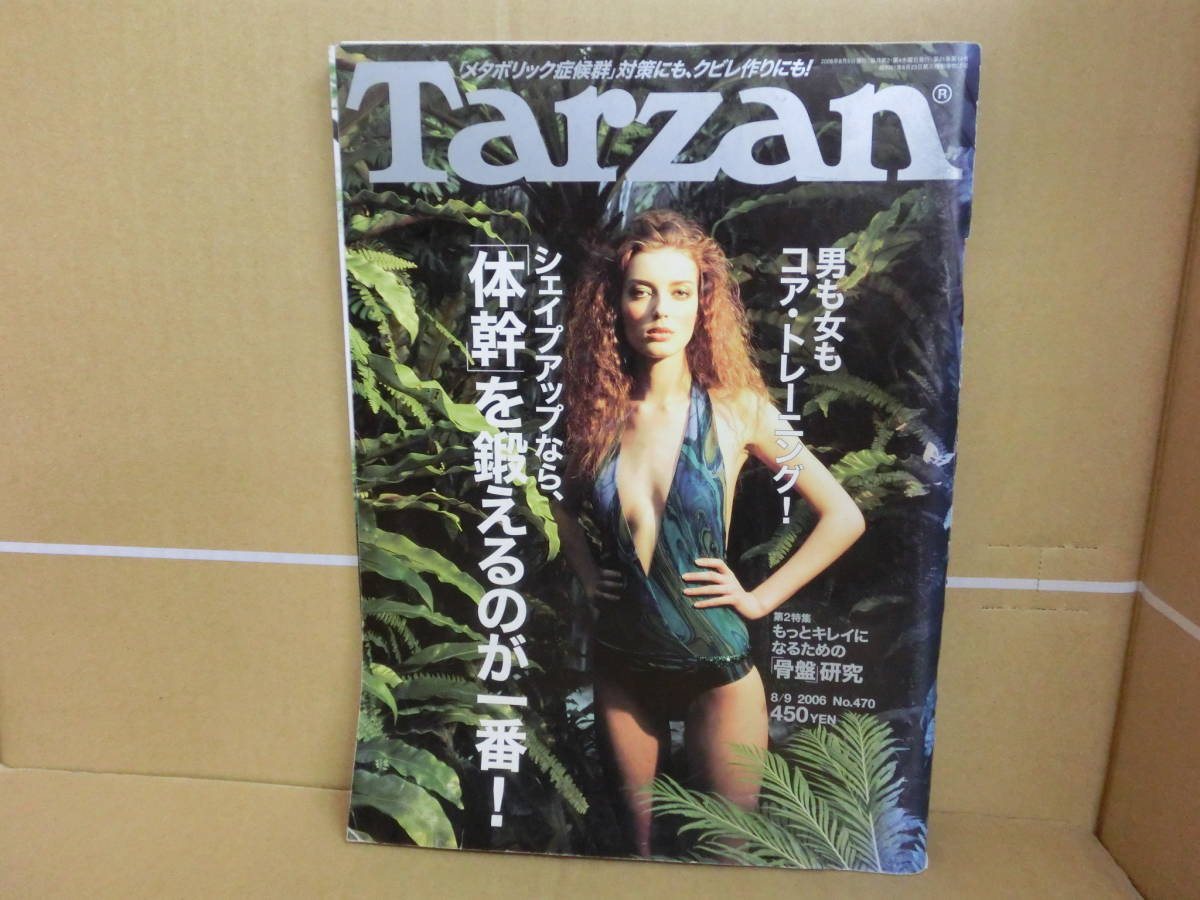 「メタボリック症候群」対策にも、クビレ作りにも!
Tarzan®
男も女も
コア・トレーニング!
シェイプアップなら、
「体幹」を鍛えるのが一番!
第2特集
もっとキレイに
なるための
「骨盤」研究
8/9 2006 No.470
450YEN